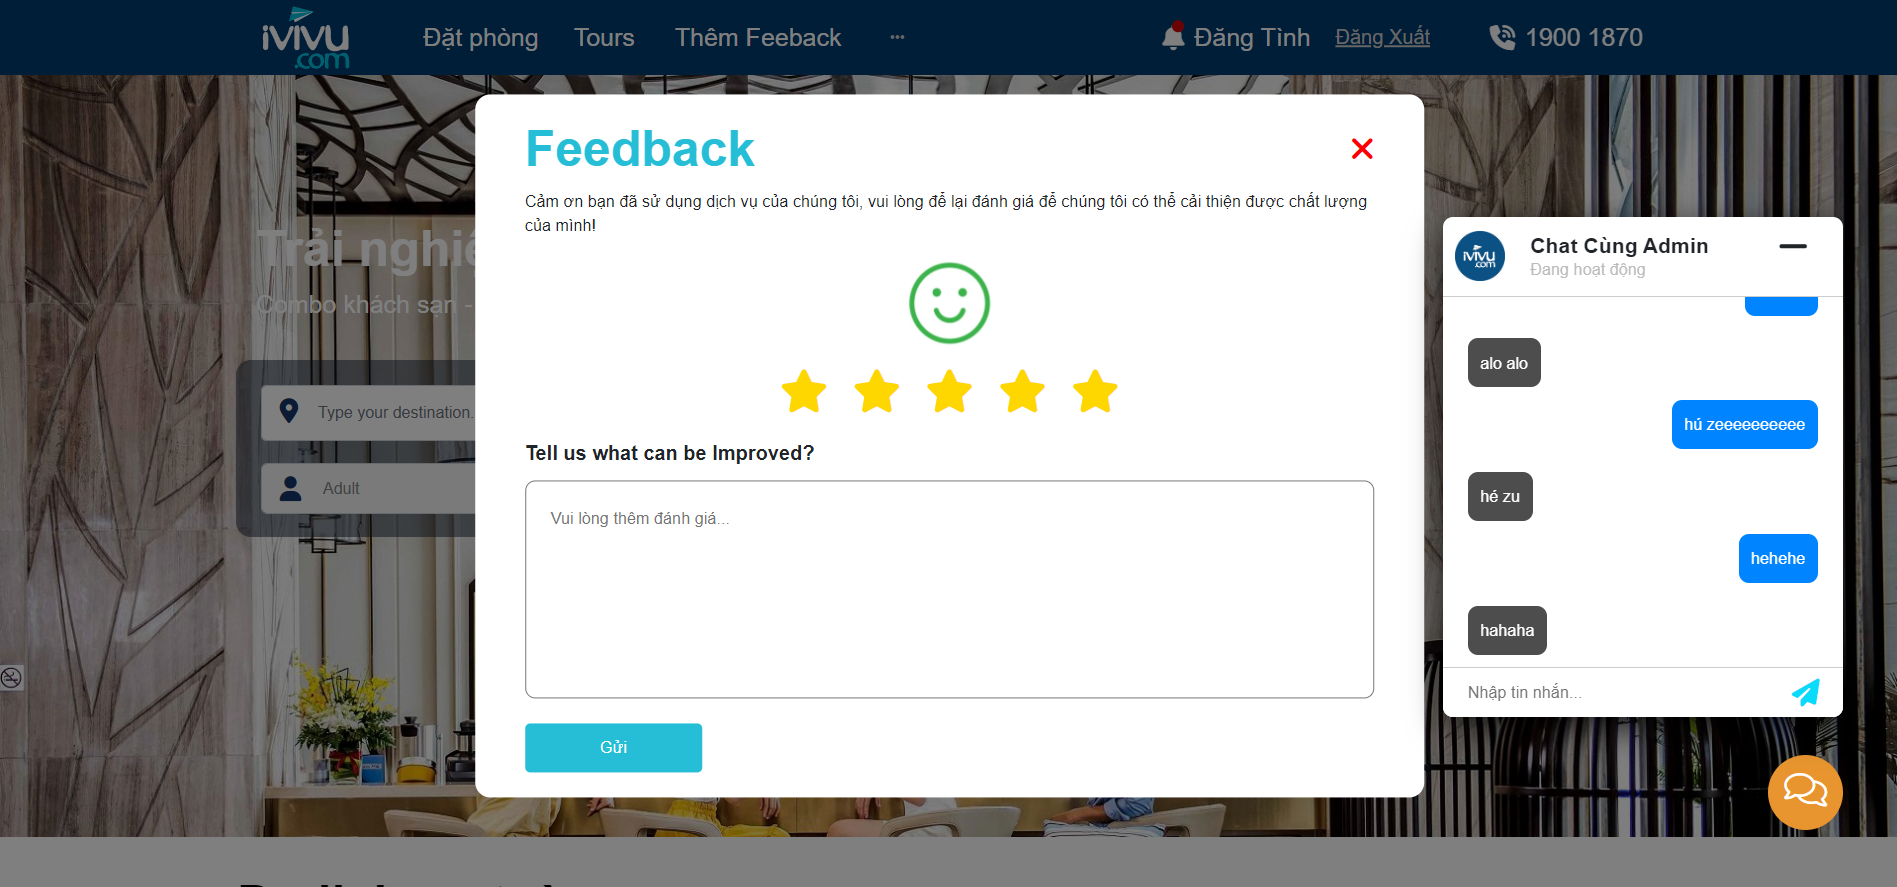 iVIVU
.com
Đặt phòng
Tours
Thêm Feeback
Đăng Tình
Đăng Xuất
1900 1870
Trải nghiệ
Combo khách sạn -
Type your destination.
Adult
Feedback
Cảm ơn bạn đã sử dụng dịch vụ của chúng tôi, vui lòng để lại đánh giá để chúng tôi có thể cải thiện được chất lượng
của mình!
Tell us what can be Improved?
Vui lòng thêm đánh giá...
Gửi
iVIVU
.com
Chat Cùng Admin
Đang hoạt động
alo alo
hú zeeeeeeeeee
hé zu
hehehe
hahaha
Nhập tin nhắn...